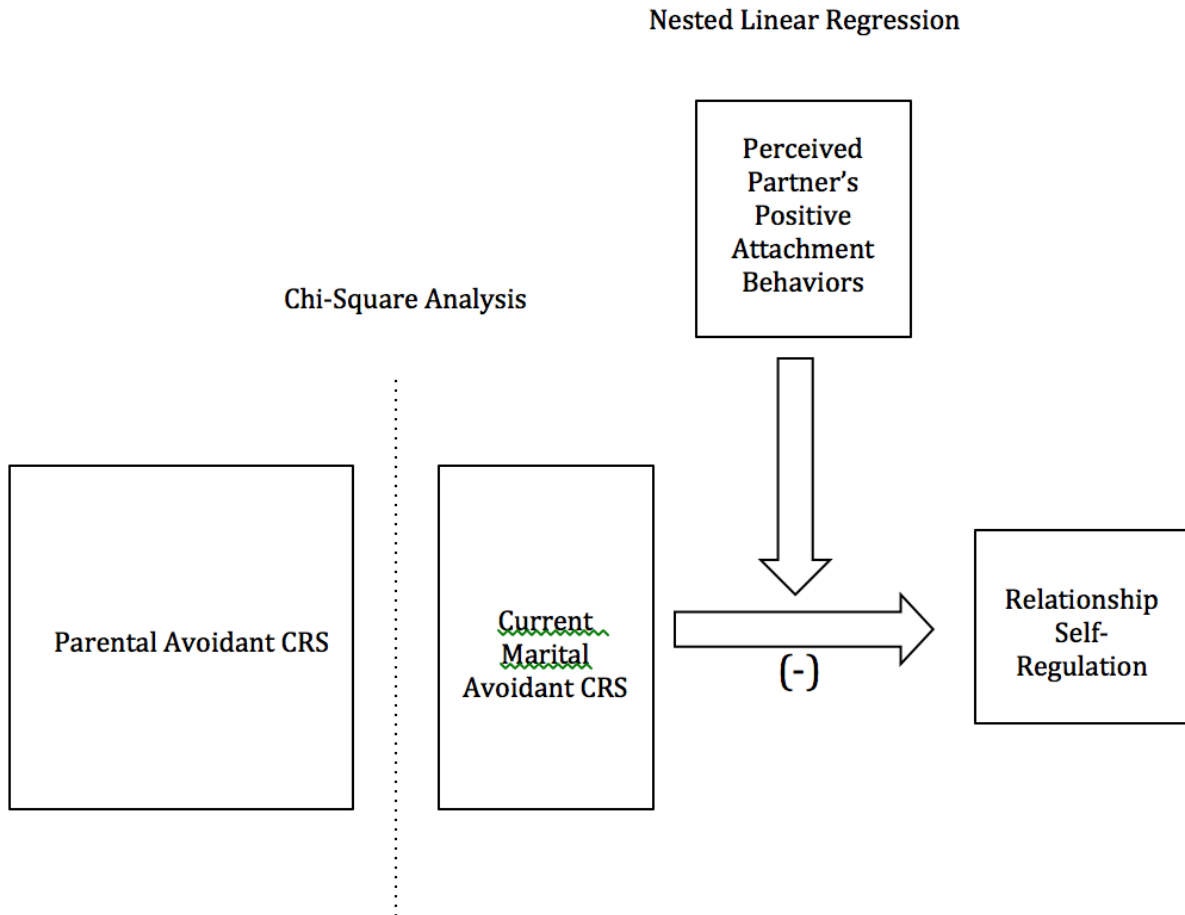 Nested Linear Regression
Perceived
Partner’s
Positive
Attachment
Behaviors
Chi-Square Analysis
Parental Avoidant CRS
Current
Marital
Avoidant CRS
(-)
Relationship
Self-
Regulation